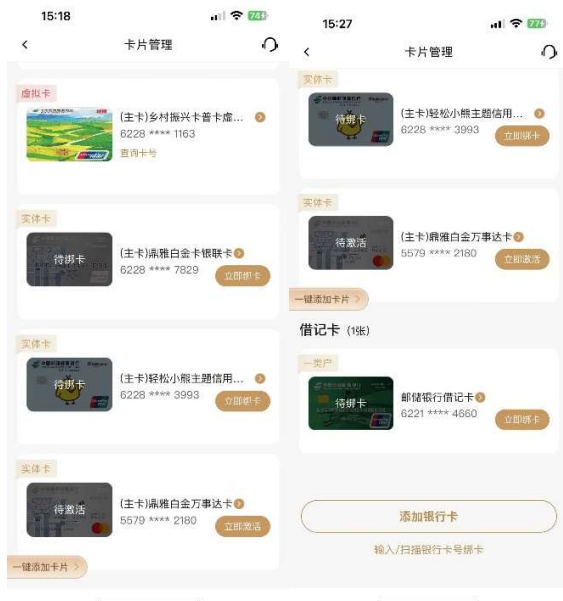 15:18
74
卡片管理
虚拟卡
(主卡)乡村振兴卡普卡虚...
6228 **** 1163
查询卡号
实体卡
待绑卡
(主卡)鼎雅白金卡银联卡
6228 **** 7829
立即绑卡
实体卡
待绑卡
(主卡)轻松小熊主题信用...
6228 **** 3993
立即绑卡
实体卡
待激活
(主卡)鼎雅白金万事达卡
5579 **** 2180
立即激活
一键添加卡片
15:27
77
卡片管理
实体卡
待绑卡
(主卡)轻松小熊主题信用...
6228 **** 3993
立即绑卡
实体卡
待激活
(主卡)鼎雅白金万事达卡
5579 **** 2180
立即激活
一键添加卡片
借记卡 (1张)
一类户
待绑卡
邮储银行借记卡
6221 **** 4660
立即绑卡
添加银行卡
输入/扫描银行卡号绑卡